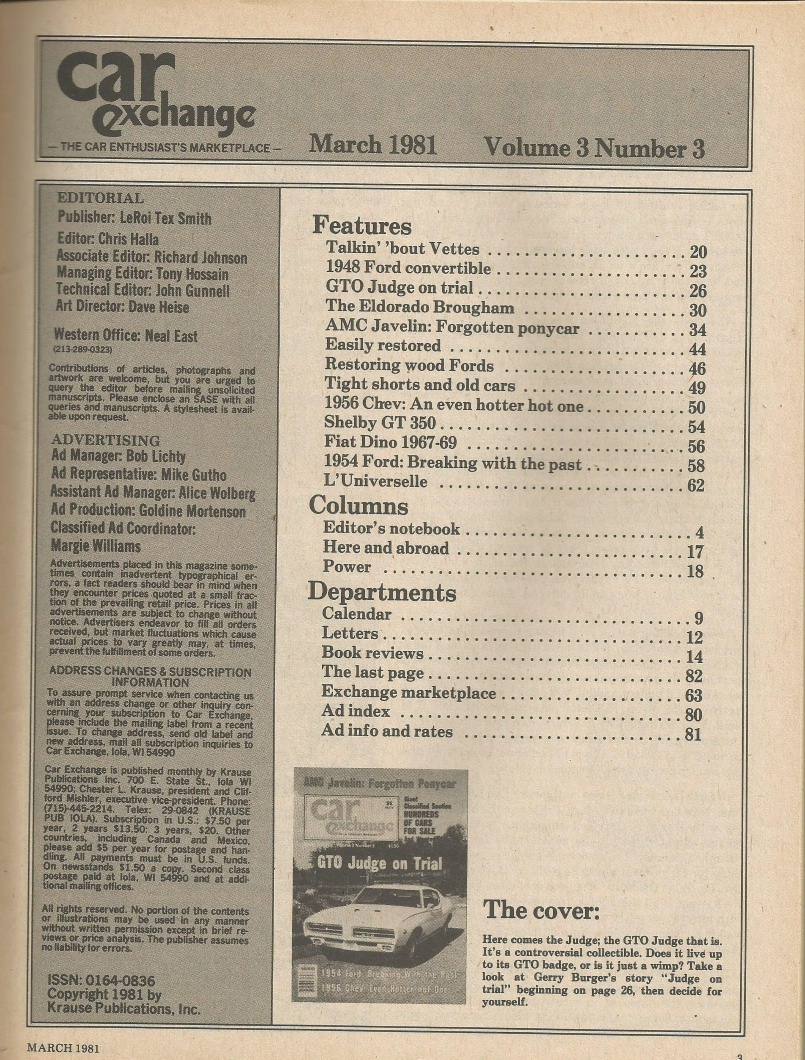 car
exchange
— THE CAR ENTHUSIAST'S MARKETPLACE —
March 1981 Volume 3 Number 3
EDITORIAL
Publisher: LeRoi Tex Smith
Editor: Chris Halla
Associate Editor: Richard Johnson
Managing Editor: Tony Hossain
Technical Editor: John Gunnell
Art Director: Dave Heise
Western Office: Neal East
(213-289-0323)
Contributions of articles, photographs and
artwork are welcome, but you are urged to
query the editor before mailing unsolicited
manuscripts. Please enclose an SASE with all
queries and manuscripts. A stylesheet is avail-
able upon request.
ADVERTISING
Ad Manager: Bob Lichty
Ad Representative: Mike Gutho
Assistant Ad Manager: Alice Wolberg
Ad Production: Goldine Mortenson
Classified Ad Coordinator:
Margie Williams
Advertisements placed in this magazine some-
times contain inadvertent typographical er-
rors, a fact readers should bear in mind when
they encounter prices quoted at a small frac-
tion of the prevailing retail price. Prices in all
advertisements are subject to change without
notice. Advertisers endeavor to fill all orders
received, but market fluctuations which cause
actual prices to vary greatly may, at times,
prevent the fulfillment of some orders.
ADDRESS CHANGES & SUBSCRIPTION
INFORMATION
To assure prompt service when contacting us
with an address change or other inquiry con-
cerning your subscription to Car Exchange,
please include the mailing label from a recent
issue. To change address, send old label and
new address, mail all subscription inquiries to
Car Exchange, Iola, WI 54990
Car Exchange is published monthly by Krause
Publications Inc. 700 E. State St., Iola WI
54990; Chester L. Krause, president and Clif-
ford Mishler, executive vice-president. Phone:
(715)-445-2214. Telex: 29-0842 (KRAUSE
PUB IOLA). Subscription in U.S.: $7.50 per
year, 2 years $13.50; 3 years, $20. Other
countries, including Canada and Mexico,
please add $5 per year for postage and han-
dling. All payments must be in U.S. funds.
On newsstands $1.50 a copy. Second class
postage paid at Iola, WI 54990 and at addi-
tional mailing offices.
All rights reserved. No portion of the contents
or illustrations may be used in any manner
without written permission except in brief re-
views or price analysis. The publisher assumes
no liability for errors.
ISSN: 0164-0836
Copyright 1981 by
Krause Publications, Inc.
Features
Talkin' 'bout Vettes . . . . . . . . . . 20
1948 Ford convertible . . . . . . . . . . 23
GTO Judge on trial . . . . . . . . . . 26
The Eldorado Brougham . . . . . . . . . . 30
AMC Javelin: Forgotten ponycar . . . . . . . . . . 34
Easily restored . . . . . . . . . . 44
Restoring wood Fords . . . . . . . . . . 46
Tight shorts and old cars . . . . . . . . . . 49
1956 Chev: An even hotter hot one . . . . . . . . . . 50
Shelby GT 350 . . . . . . . . . . 54
Fiat Dino 1967-69 . . . . . . . . . . 56
1954 Ford: Breaking with the past . . . . . . . . . . 58
L'Universelle . . . . . . . . . . 62
Columns
Editor's notebook . . . . . . . . . . 4
Here and abroad . . . . . . . . . . 17
Power . . . . . . . . . . 18
Departments
Calendar . . . . . . . . . . 9
Letters . . . . . . . . . . 12
Book reviews . . . . . . . . . . 14
The last page . . . . . . . . . . 82
Exchange marketplace . . . . . . . . . . 63
Ad index . . . . . . . . . . 80
Ad info and rates . . . . . . . . . . 81
AMC Javelin: Forgotten Ponycar
car
exchange
Giant
Classified Section
HUNDREDS
OF CARS
FOR SALE
GTO Judge on Trial
1954 Ford: Breaking With the Past
1956 Chev: Even Hotter Hot One
The cover:
Here comes the Judge; the GTO Judge that is.
It's a controversial collectible. Does it live up
to its GTO badge, or is it just a wimp? Take a
look at Gerry Burger's story "Judge on
trial" beginning on page 26, then decide for
yourself.
MARCH 1981
3